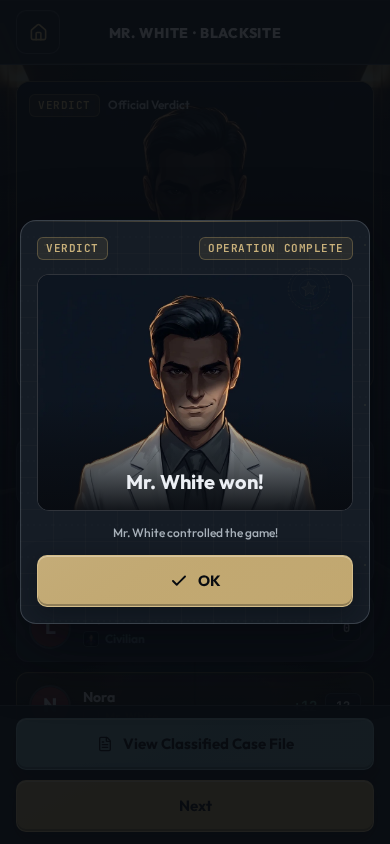 MR. WHITE · BLACKSITE
VERDICT Official Verdict
VERDICT
OPERATION COMPLETE
Mr. White won!
Mr. White controlled the game!
OK
Civilian
Nora
View Classified Case File
Next